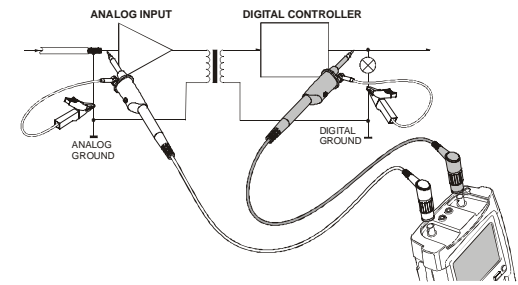 ANALOG INPUT
DIGITAL CONTROLLER
ANALOG
GROUND
DIGITAL
GROUND